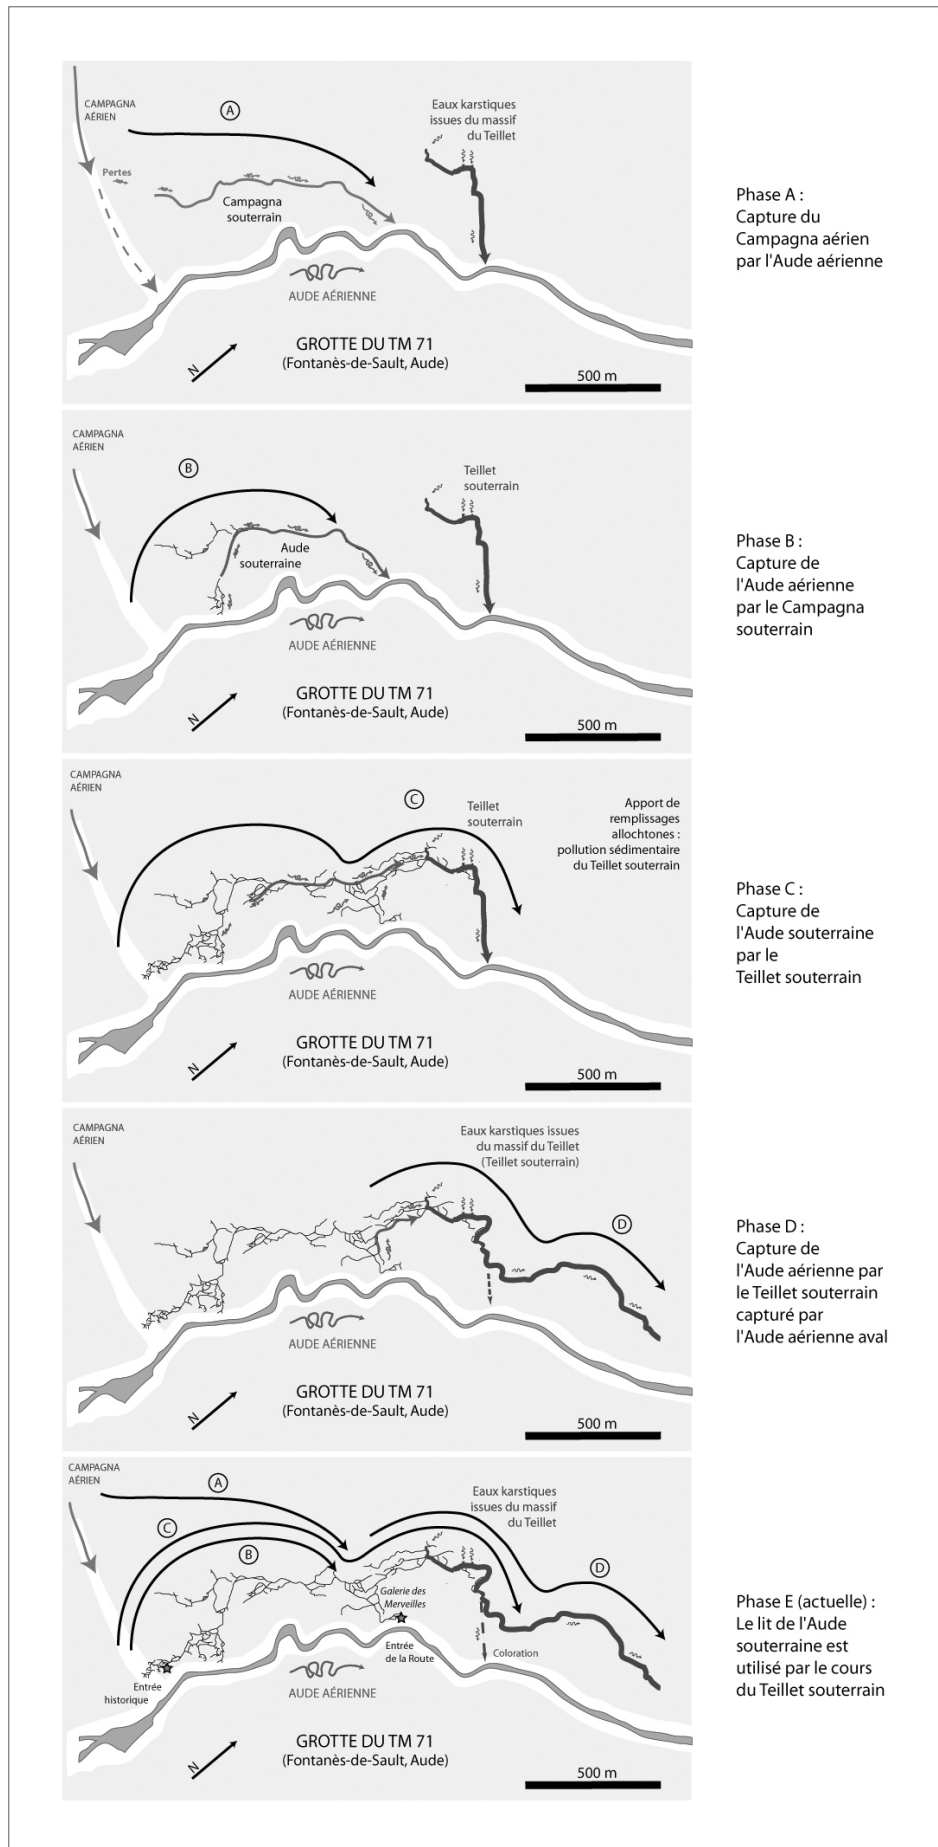 CAMPAGNA
AÉRIEN
A
Eaux karstiques
issues du massif
du Teillet
Pertes
Campagna
souterrain
AUDE AÉRIENNE
N
GROTTE DU TM 71
(Fontanès-de-Sault, Aude)
500 m
Phase A :
Capture du
Campagna aérien
par l'Aude aérienne
CAMPAGNA
AÉRIEN
B
Teillet
souterrain
Aude
souterraine
AUDE AÉRIENNE
N
GROTTE DU TM 71
(Fontanès-de-Sault, Aude)
500 m
Phase B :
Capture de
l'Aude aérienne
par le Campagna
souterrain
CAMPAGNA
AÉRIEN
C
Teillet
souterrain
Apport de
remplissages
allochtones :
pollution sédimentaire
du Teillet souterrain
AUDE AÉRIENNE
N
GROTTE DU TM 71
(Fontanès-de-Sault, Aude)
500 m
Phase C :
Capture de
l'Aude souterraine
par le
Teillet souterrain
CAMPAGNA
AÉRIEN
Eaux karstiques issues
du massif du Teillet
(Teillet souterrain)
D
AUDE AÉRIENNE
N
GROTTE DU TM 71
(Fontanès-de-Sault, Aude)
500 m
Phase D :
Capture de
l'Aude aérienne par
le Teillet souterrain
capturé par
l'Aude aérienne aval
CAMPAGNA
AÉRIEN
A
C
B
Eaux karstiques
issues du massif
du Teillet
D
Galerie des
Merveilles
Entrée
de la Route
Coloration
Entrée
historique
AUDE AÉRIENNE
N
GROTTE DU TM 71
(Fontanès-de-Sault, Aude)
500 m
Phase E (actuelle) :
Le lit de l'Aude
souterraine est
utilisé par le cours
du Teillet souterrain